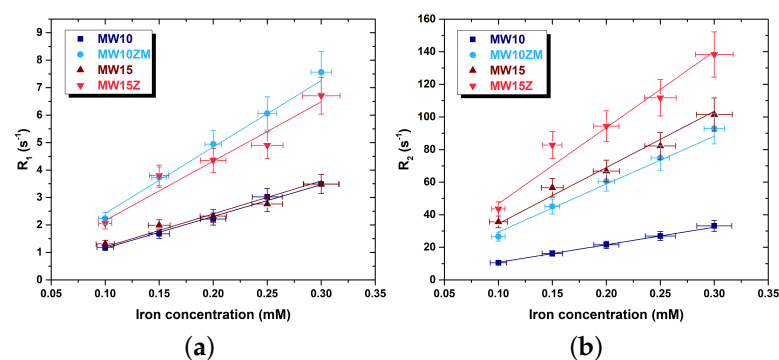 MW10
MW10ZM
MW15
MW15Z
9
8
7
6
5
4
3
2
1
0
R1 (s-1)
0.05 0.10 0.15 0.20 0.25 0.30 0.35
Iron concentration (mM)
(a)
MW10
MW10ZM
MW15
MW15Z
160
140
120
100
80
60
40
20
0
R2 (s-1)
0.05 0.10 0.15 0.20 0.25 0.30 0.35
Iron concentration (mM)
(b)